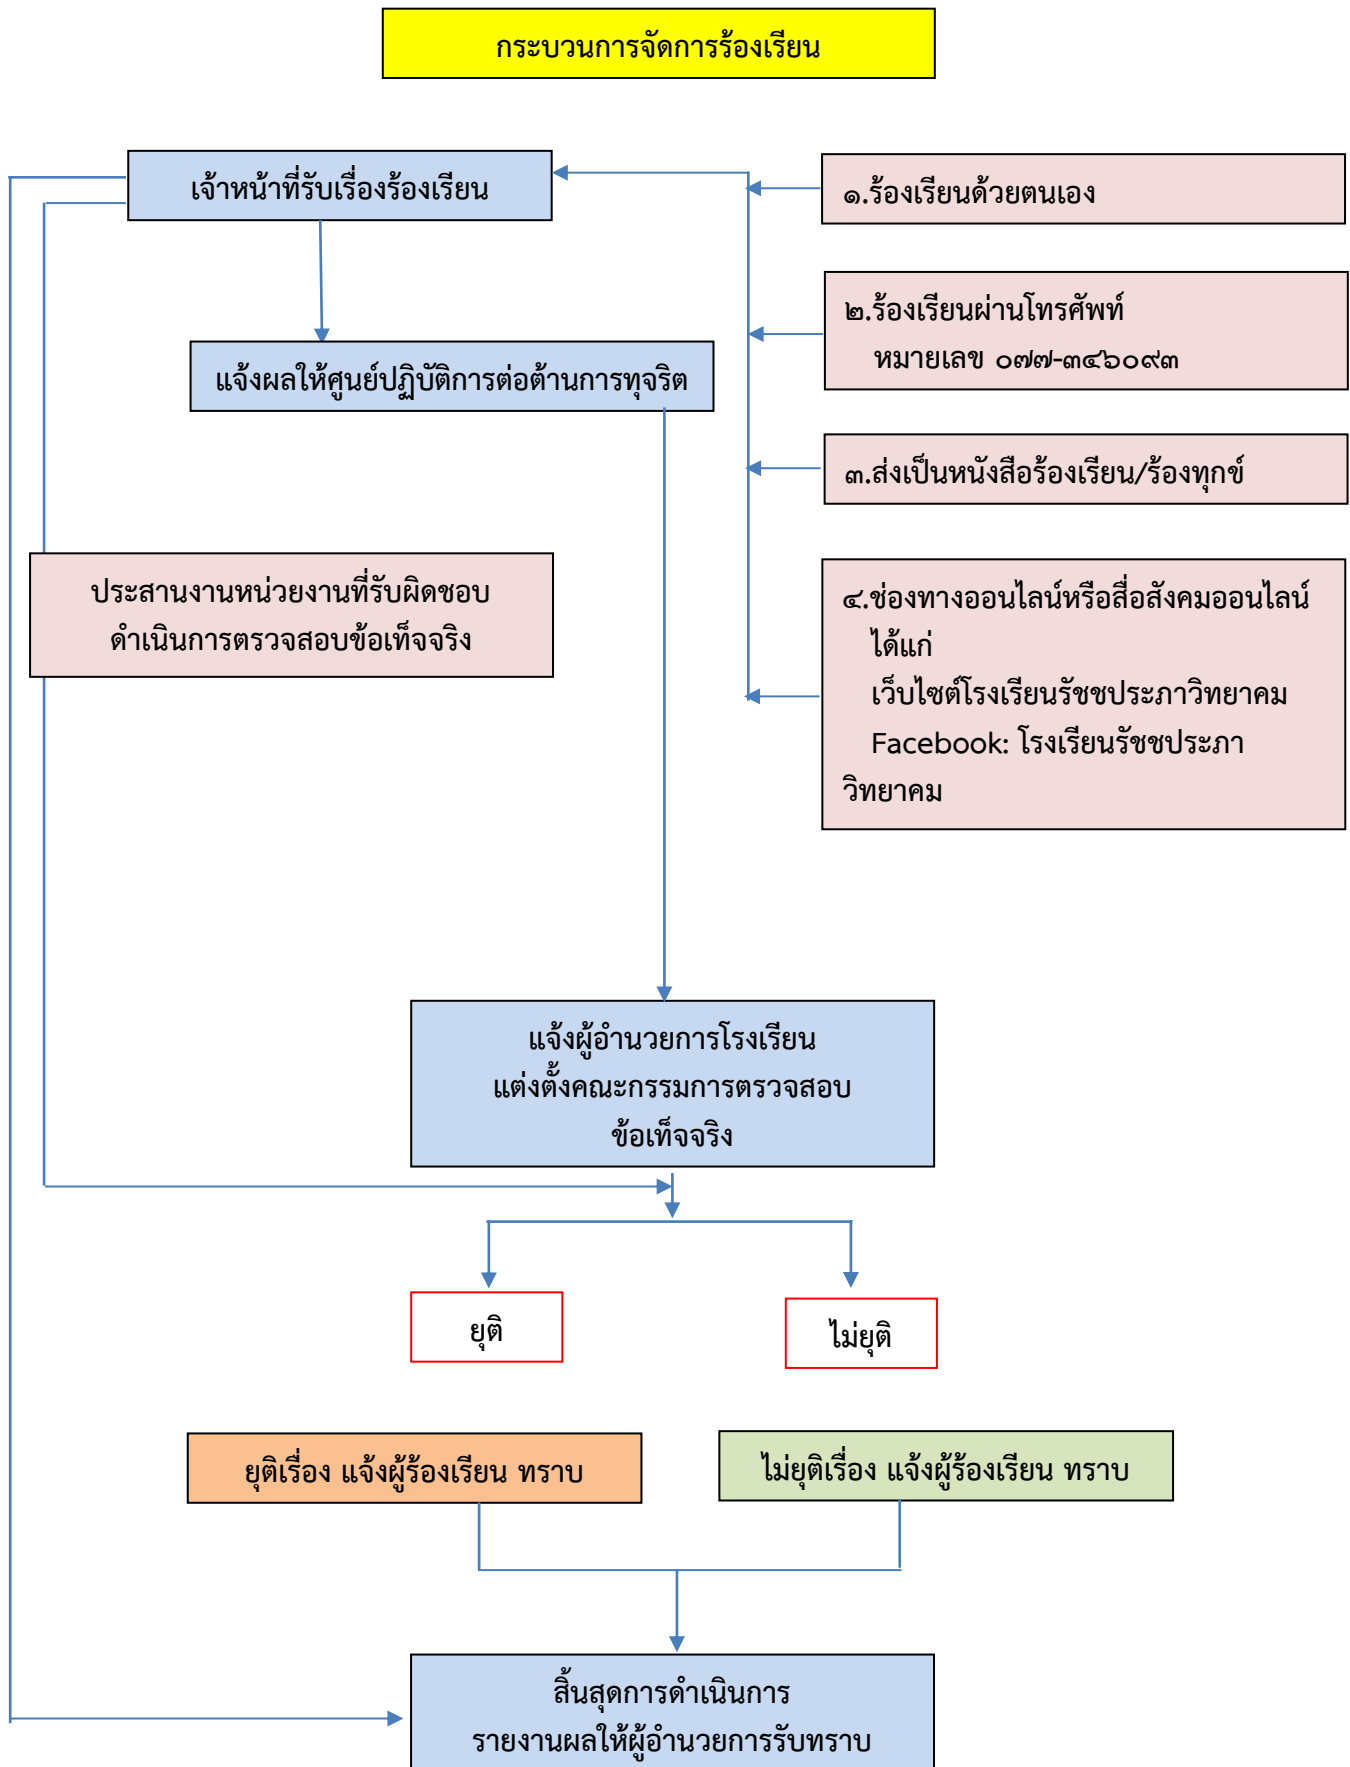 กระบวนการจัดการร้องเรียน
เจ้าหน้าที่รับเรื่องร้องเรียน
๑.ร้องเรียนด้วยตนเอง
๒.ร้องเรียนผ่านโทรศัพท์
หมายเลข ๐๗๗-๓๔๖๐๙๓
แจ้งผลให้ศูนย์ปฏิบัติการต่อต้านการทุจริต
๓.ส่งเป็นหนังสือร้องเรียน/ร้องทุกข์
ประสานงานหน่วยงานที่รับผิดชอบ
ดำเนินการตรวจสอบข้อเท็จจริง
๔.ช่องทางออนไลน์หรือสื่อสังคมออนไลน์
ได้แก่
เว็บไซต์โรงเรียนรัชชประภาวิทยาคม
Facebook: โรงเรียนรัชชประภา
วิทยาคม
แจ้งผู้อำนวยการโรงเรียน
แต่งตั้งคณะกรรมการตรวจสอบ
ข้อเท็จจริง
ยุติ
ไม่ยุติ
ยุติเรื่อง แจ้งผู้ร้องเรียน ทราบ
ไม่ยุติเรื่อง แจ้งผู้ร้องเรียน ทราบ
สิ้นสุดการดำเนินการ
รายงานผลให้ผู้อำนวยการรับทราบ